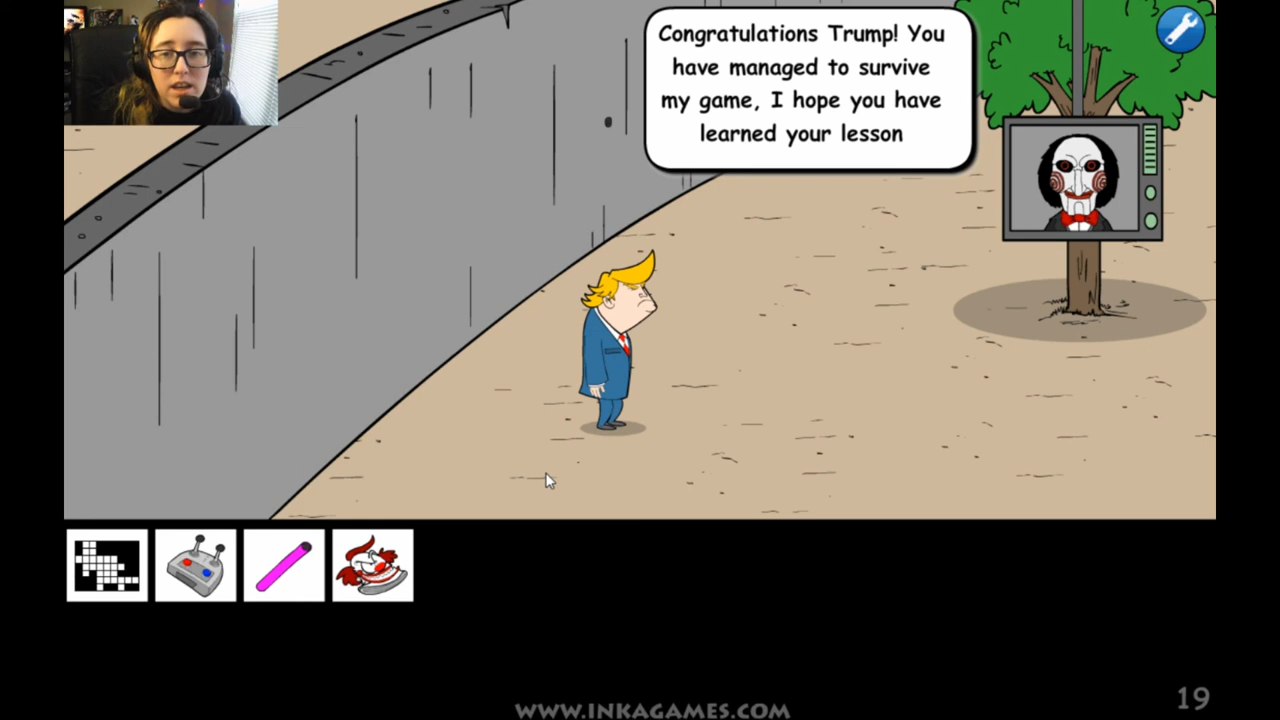 Congratulations Trump! You
have managed to survive
my game, I hope you have
learned your lesson
WWW.INKAGAMES.COM
19